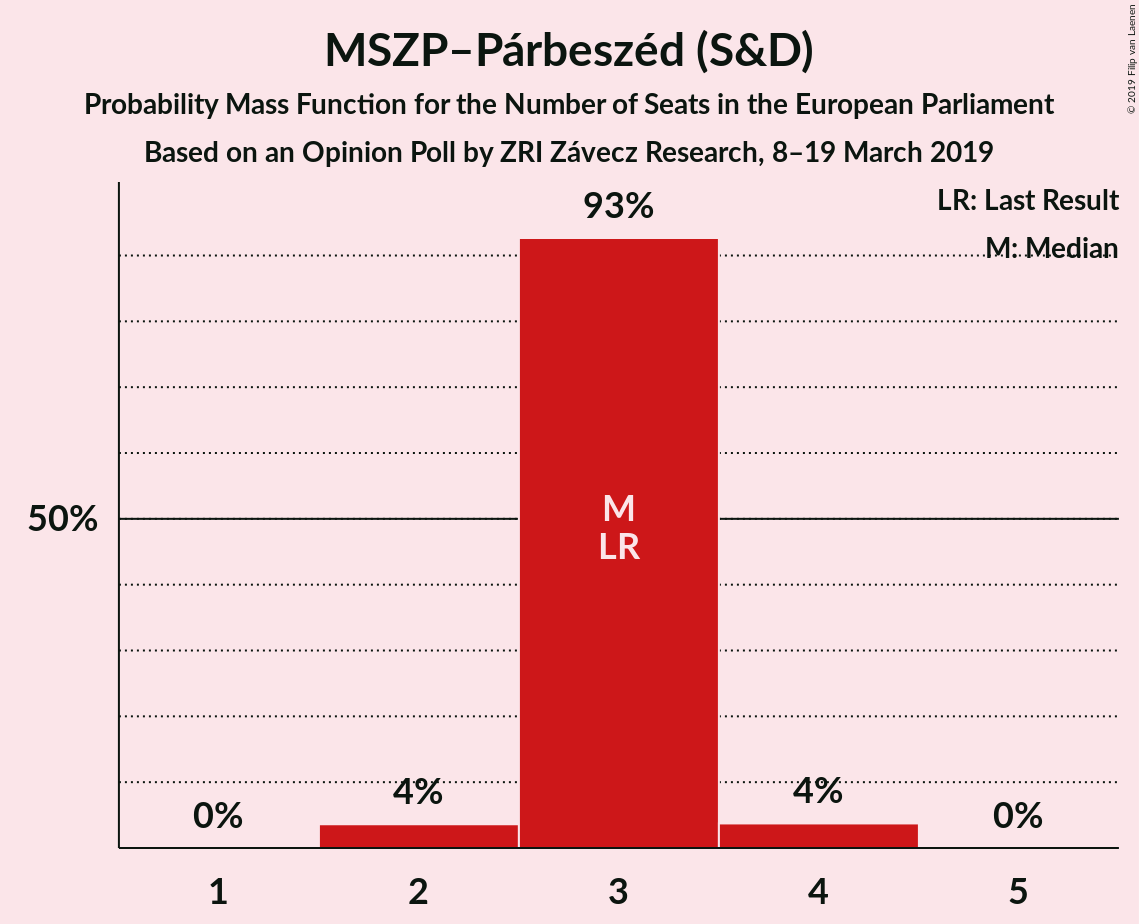 MSZP–Párbeszéd (S&D)
Probability Mass Function for the Number of Seats in the European Parliament
Based on an Opinion Poll by ZRI Závecz Research, 8–19 March 2019
© 2019 Filip van Laenen
LR: Last Result
M: Median
93%
M
LR
50%
0%
4%
4%
0%
1
2
3
4
5